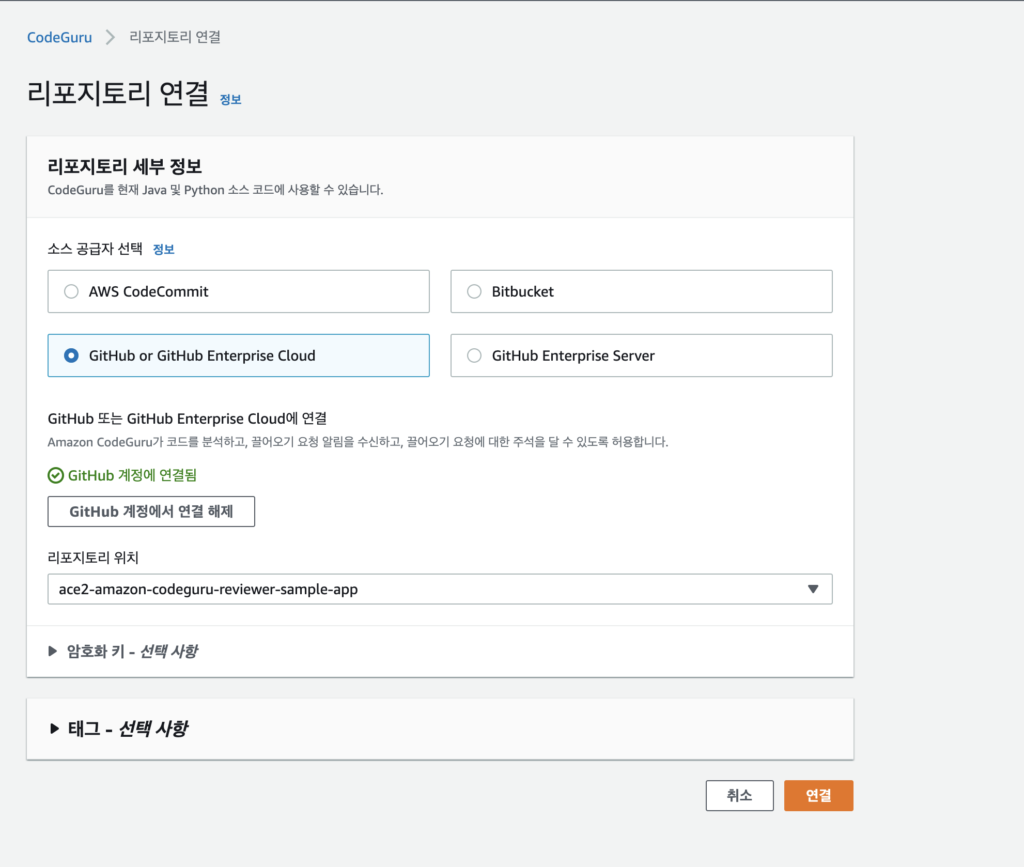 CodeGuru > 리포지토리 연결
리포지토리 연결 정보
리포지토리 세부 정보
CodeGuru를 현재 Java 및 Python 소스 코드에 사용할 수 있습니다.
소스 공급자 선택 정보
AWS CodeCommit
Bitbucket
GitHub or GitHub Enterprise Cloud
GitHub Enterprise Server
GitHub 또는 GitHub Enterprise Cloud에 연결
Amazon CodeGuru가 코드를 분석하고, 끌어오기 요청 알림을 수신하고, 끌어오기 요청에 대한 주석을 달 수 있도록 허용합니다.
GitHub 계정에 연결됨
GitHub 계정에서 연결 해제
리포지토리 위치
ace2-amazon-codeguru-reviewer-sample-app
암호화 키 - 선택 사항
태그 - 선택 사항
취소
연결